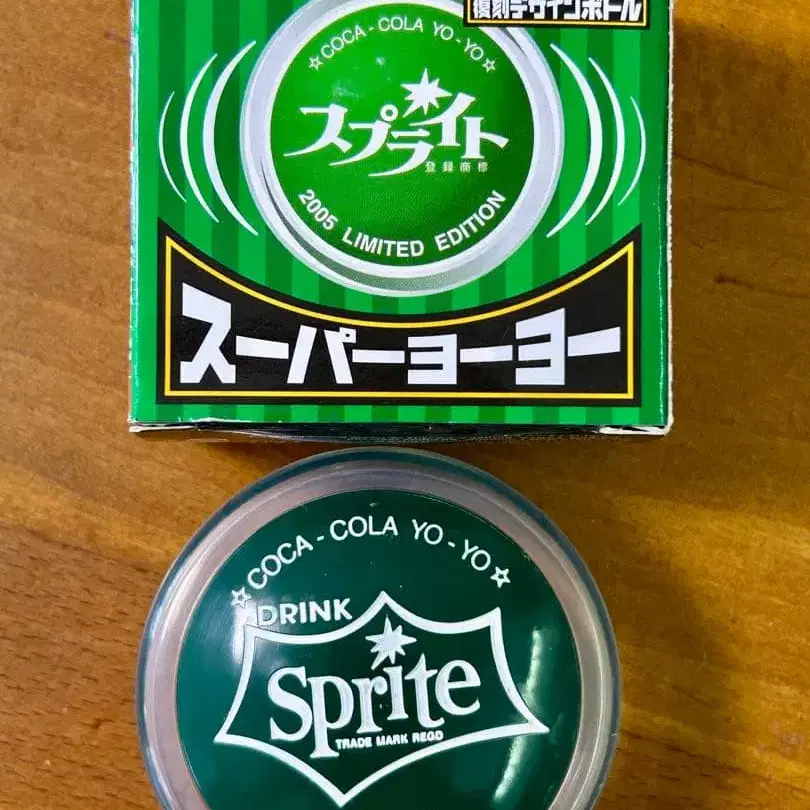 復刻デザインボトル
☆COCA-COLA YO-YO☆
スプライト
登録商標
2005 LIMITED EDITION
スーパーヨーヨー
☆COCA-COLA YO-YO☆
DRINK
Sprite
TRADE MARK REGD